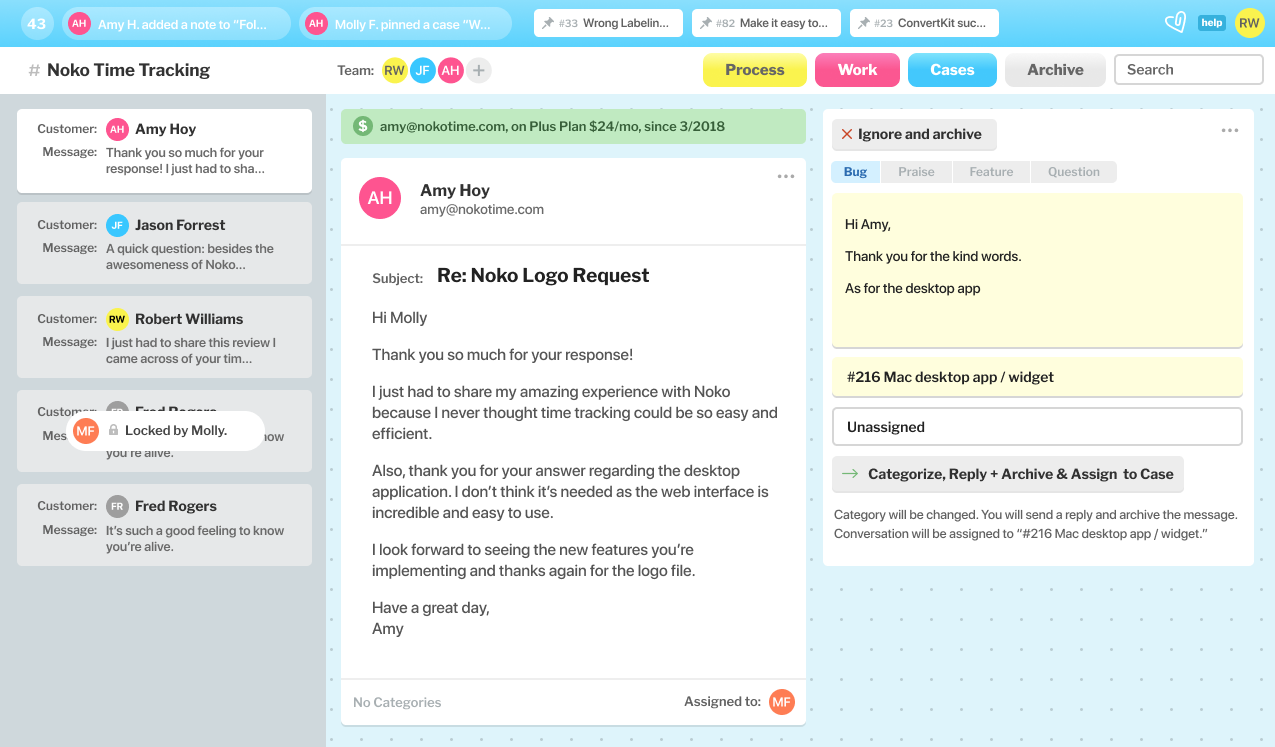 43
AH Amy H. added a note to "Fol...
AH Molly F. pinned a case "W...
#33 Wrong Labelin...
#82 Make it easy to...
#23 ConvertKit suc...
help
RW
# Noko Time Tracking
Team: RW JF AH +
Process
Work
Cases
Archive
Search
Customer: AH Amy Hoy
Message: Thank you so much for your
response! I just had to sha...
Customer: JF Jason Forrest
Message: A quick question: besides the
awesomeness of Noko...
Customer: RW Robert Williams
Message: I just had to share this review I
came across of your tim...
MF Locked by Molly.
you're alive.
Customer: FR Fred Rogers
Message: It's such a good feeling to know
you're alive.
$ amy@nokotime.com, on Plus Plan $24/mo, since 3/2018
AH
Amy Hoy
amy@nokotime.com
Subject: Re: Noko Logo Request
Hi Molly
Thank you so much for your response!
I just had to share my amazing experience with Noko
because I never thought time tracking could be so easy and
efficient.
Also, thank you for your answer regarding the desktop
application. I don't think it's needed as the web interface is
incredible and easy to use.
I look forward to seeing the new features you're
implementing and thanks again for the logo file.
Have a great day,
Amy
No Categories
Assigned to: MF
Ignore and archive
Bug
Praise
Feature
Question
Hi Amy,
Thank you for the kind words.
As for the desktop app
#216 Mac desktop app / widget
Unassigned
Categorize, Reply + Archive & Assign to Case
Category will be changed. You will send a reply and archive the message.
Conversation will be assigned to "#216 Mac desktop app / widget."